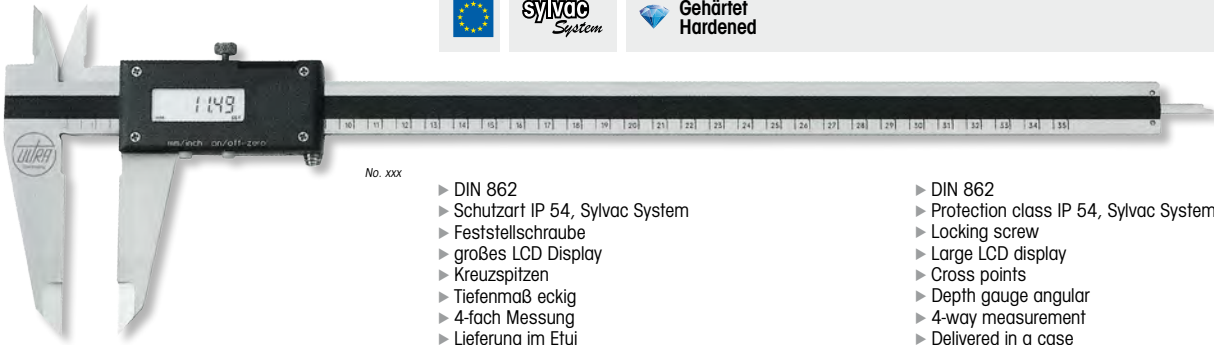 sylvac
System
Gehärtet
Hardened
11.49
mm/inch on/off-zero
ULTRA
10 11 12 13 14 15 16 17 18 19 20 21 22 23 24 25 26 27 28 29 30 31 32 33 34 35
No. xxx
▶ DIN 862
▶ Schutzart IP 54, Sylvac System
▶ Feststellschraube
▶ großes LCD Display
▶ Kreuzspitzen
▶ Tiefenmaß eckig
▶ 4-fach Messung
▶ Lieferung im Etui
▶ DIN 862
▶ Protection class IP 54, Sylvac System
▶ Locking screw
▶ Large LCD display
▶ Cross points
▶ Depth gauge angular
▶ 4-way measurement
▶ Delivered in a case